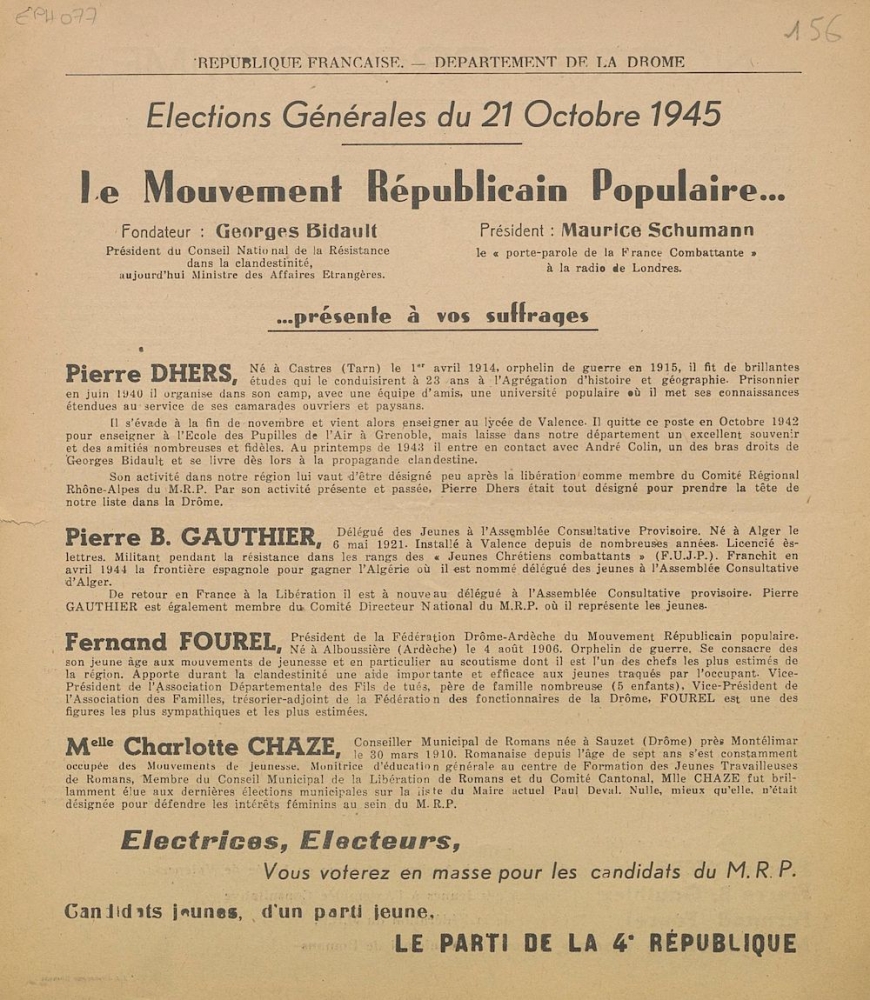 EPH 077
156
REPUBLIQUE FRANCAISE. — DEPARTEMENT DE LA DROME
Elections Générales du 21 Octobre 1945
Le Mouvement Républicain Populaire...
Fondateur : Georges Bidault
Président du Conseil National de la Résistance
dans la clandestinité,
aujourd'hui Ministre des Affaires Etrangères.
Président : Maurice Schumann
le « porte-parole de la France Combattante »
à la radio de Londres.
...présente à vos suffrages
Pierre DHERS, Né à Castres (Tarn) le 1er avril 1914, orphelin de guerre en 1915, il fit de brillantes
études qui le conduisirent à 23 ans à l'Agrégation d'histoire et géographie. Prisonnier
en juin 1940 il organise dans son camp, avec une équipe d'amis, une université populaire où il met ses connaissances
étendues au service de ses camarades ouvriers et paysans.
Il s'évade à la fin de novembre et vient alors enseigner au lycée de Valence. Il quitte ce poste en Octobre 1942
pour enseigner à l'Ecole des Pupilles de l'Air à Grenoble, mais laisse dans notre département un excellent souvenir
et des amitiés nombreuses et fidèles. Au printemps de 1943 il entre en contact avec André Colin, un des bras droits de
Georges Bidault et se livre dès lors à la propagande clandestine.
Son activité dans notre région lui vaut d'être désigné peu après la libération comme membre du Comité Régional
Rhône-Alpes du M.R.P. Par son activité présente et passée, Pierre Dhers était tout désigné pour prendre la tête de
notre liste dans la Drôme.
Pierre B. GAUTHIER, Délégué des Jeunes à l'Assemblée Consultative Provisoire. Né à Alger le
6 mai 1921. Installé à Valence depuis de nombreuses années. Licencié ès-
lettres. Militant pendant la résistance dans les rangs des « Jeunes Chrétiens combattants » (F.U.J.P.). Franchit en
avril 1944 la frontière espagnole pour gagner l'Algérie où il est nommé délégué des jeunes à l'Assemblée Consultative
d'Alger.
De retour en France à la Libération il est à nouveau délégué à l'Assemblée Consultative provisoire. Pierre
GAUTHIER est également membre du Comité Directeur National du M.R.P. où il représente les jeunes.
Fernand FOUREL, Président de la Fédération Drôme-Ardèche du Mouvement Républicain populaire.
Né à Alboussière (Ardèche) le 4 août 1906. Orphelin de guerre. Se consacre des
son jeune âge aux mouvements de jeunesse et en particulier au scoutisme dont il est l'un des chefs les plus estimés de
la région. Apporte durant la clandestinité une aide importante et efficace aux jeunes traqués par l'occupant. Vice-
Président de l'Association Départementale des Fils de tués, père de famille nombreuse (5 enfants), Vice-Président de
l'Association des Familles, trésorier-adjoint de la Fédération des fonctionnaires de la Drôme, FOUREL est une des
figures les plus sympathiques et les plus estimées.
Melle Charlotte CHAZE, Conseiller Municipal de Romans née à Sauzet (Drôme) près Montélimar
le 30 mars 1910. Romanaise depuis l'âge de sept ans s'est constamment
occupée des Mouvements de jeunesse. Monitrice d'éducation générale au centre de Formation des Jeunes Travailleuses
de Romans, Membre du Conseil Municipal de la Libération de Romans et du Comité Cantonal, Mlle CHAZE fut bril-
lamment élue aux dernières élections municipales sur la liste du Maire actuel Paul Deval. Nulle, mieux qu'elle, n'était
désignée pour défendre les intérêts féminins au sein du M.R.P.
Electrices, Electeurs,
Vous voterez en masse pour les candidats du M.R.P.
Candidats jeunes, d'un parti jeune,
LE PARTI DE LA 4e RÉPUBLIQUE